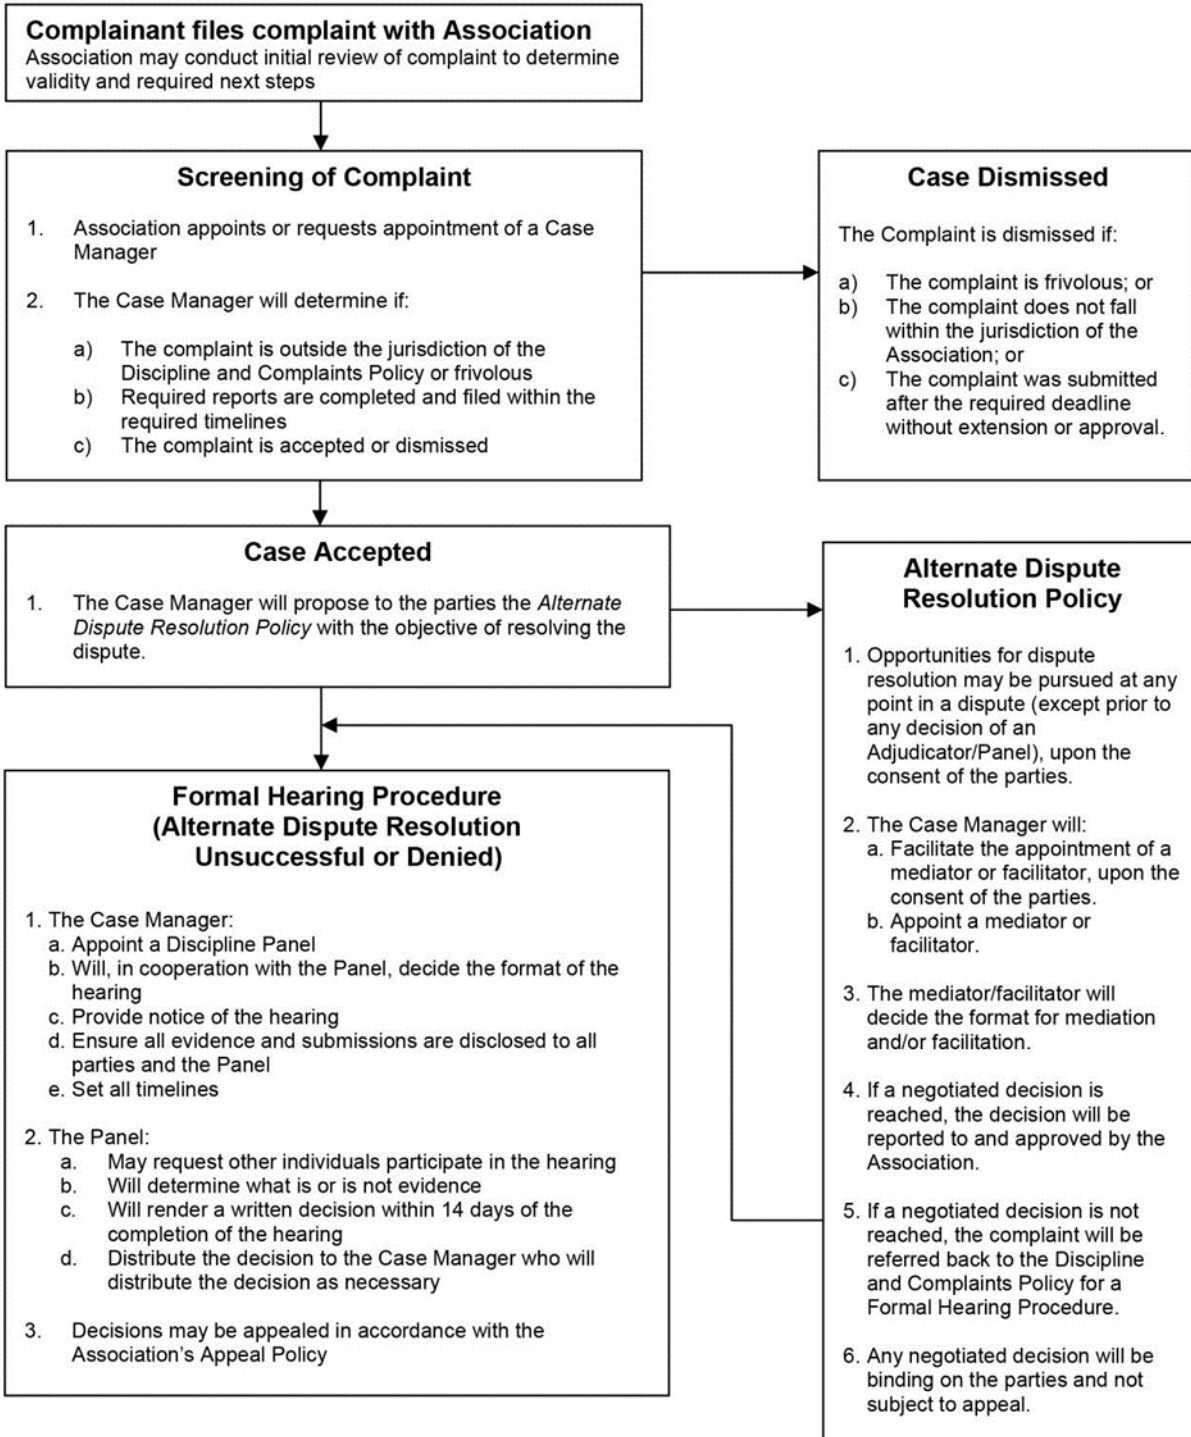 Complainant files complaint with Association
Association may conduct initial review of complaint to determine
validity and required next steps
Screening of Complaint
1. Association appoints or requests appointment of a Case
Manager
2. The Case Manager will determine if:
a) The complaint is outside the jurisdiction of the
Discipline and Complaints Policy or frivolous
b) Required reports are completed and filed within the
required timelines
c) The complaint is accepted or dismissed
Case Dismissed
The Complaint is dismissed if:
a) The complaint is frivolous; or
b) The complaint does not fall
within the jurisdiction of the
Association; or
c) The complaint was submitted
after the required deadline
without extension or approval.
Case Accepted
1. The Case Manager will propose to the parties the Alternate
Dispute Resolution Policy with the objective of resolving the
dispute.
Alternate Dispute
Resolution Policy
1. Opportunities for dispute
resolution may be pursued at any
point in a dispute (except prior to
any decision of an
Adjudicator/Panel), upon the
consent of the parties.
2. The Case Manager will:
a. Facilitate the appointment of a
mediator or facilitator, upon the
consent of the parties.
b. Appoint a mediator or
facilitator.
3. The mediator/facilitator will
decide the format for mediation
and/or facilitation.
4. If a negotiated decision is
reached, the decision will be
reported to and approved by the
Association.
5. If a negotiated decision is not
reached, the complaint will be
referred back to the Discipline
and Complaints Policy for a
Formal Hearing Procedure.
6. Any negotiated decision will be
binding on the parties and not
subject to appeal.
Formal Hearing Procedure
(Alternate Dispute Resolution
Unsuccessful or Denied)
1. The Case Manager:
a. Appoint a Discipline Panel
b. Will, in cooperation with the Panel, decide the format of the
hearing
c. Provide notice of the hearing
d. Ensure all evidence and submissions are disclosed to all
parties and the Panel
e. Set all timelines
2. The Panel:
a. May request other individuals participate in the hearing
b. Will determine what is or is not evidence
c. Will render a written decision within 14 days of the
completion of the hearing
d. Distribute the decision to the Case Manager who will
distribute the decision as necessary
3. Decisions may be appealed in accordance with the
Association's Appeal Policy